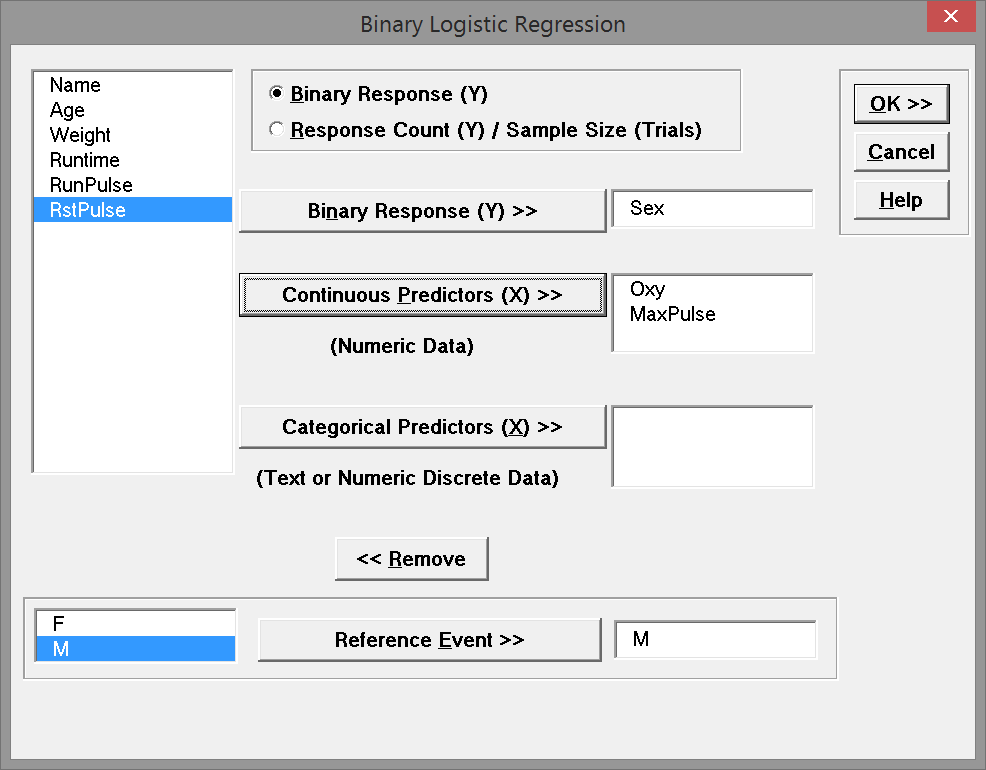 Binary Logistic Regression
Name
Age
Weight
Runtime
RunPulse
RstPulse
Binary Response (Y)
Response Count (Y) / Sample Size (Trials)
OK >>
Cancel
Help
Binary Response (Y) >>
Sex
Continuous Predictors (X) >>
Oxy
MaxPulse
(Numeric Data)
Categorical Predictors (X) >>
(Text or Numeric Discrete Data)
<< Remove
F
M
Reference Event >>
M